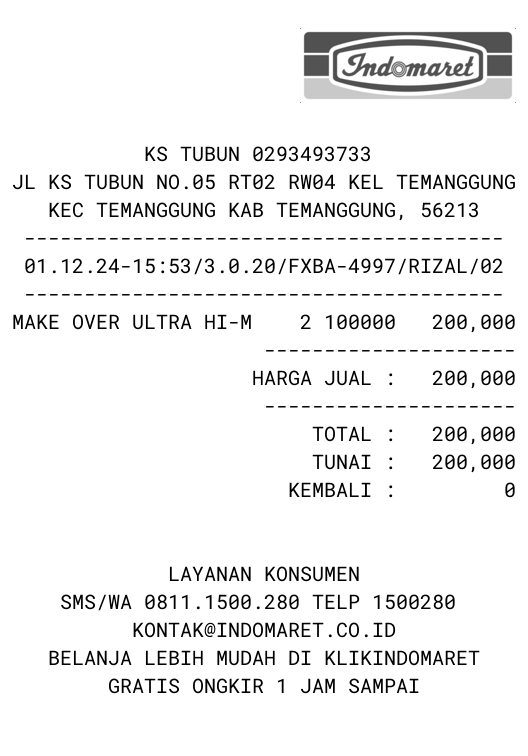 Indomaret
KS TUBUN 0293493733
JL KS TUBUN NO.05 RT02 RW04 KEL TEMANGGUNG
KEC TEMANGGUNG KAB TEMANGGUNG, 56213
----------------------------------------
01.12.24-15:53/3.0.20/FXBA-4997/RIZAL/02
----------------------------------------
MAKE OVER ULTRA HI-M 2 100000 200,000
---------------------
HARGA JUAL : 200,000
---------------------
TOTAL : 200,000
TUNAI : 200,000
KEMBALI : 0
LAYANAN KONSUMEN
SMS/WA 0811.1500.280 TELP 1500280
KONTAK@INDOMARET.CO.ID
BELANJA LEBIH MUDAH DI KLIKINDOMARET
GRATIS ONGKIR 1 JAM SAMPAI